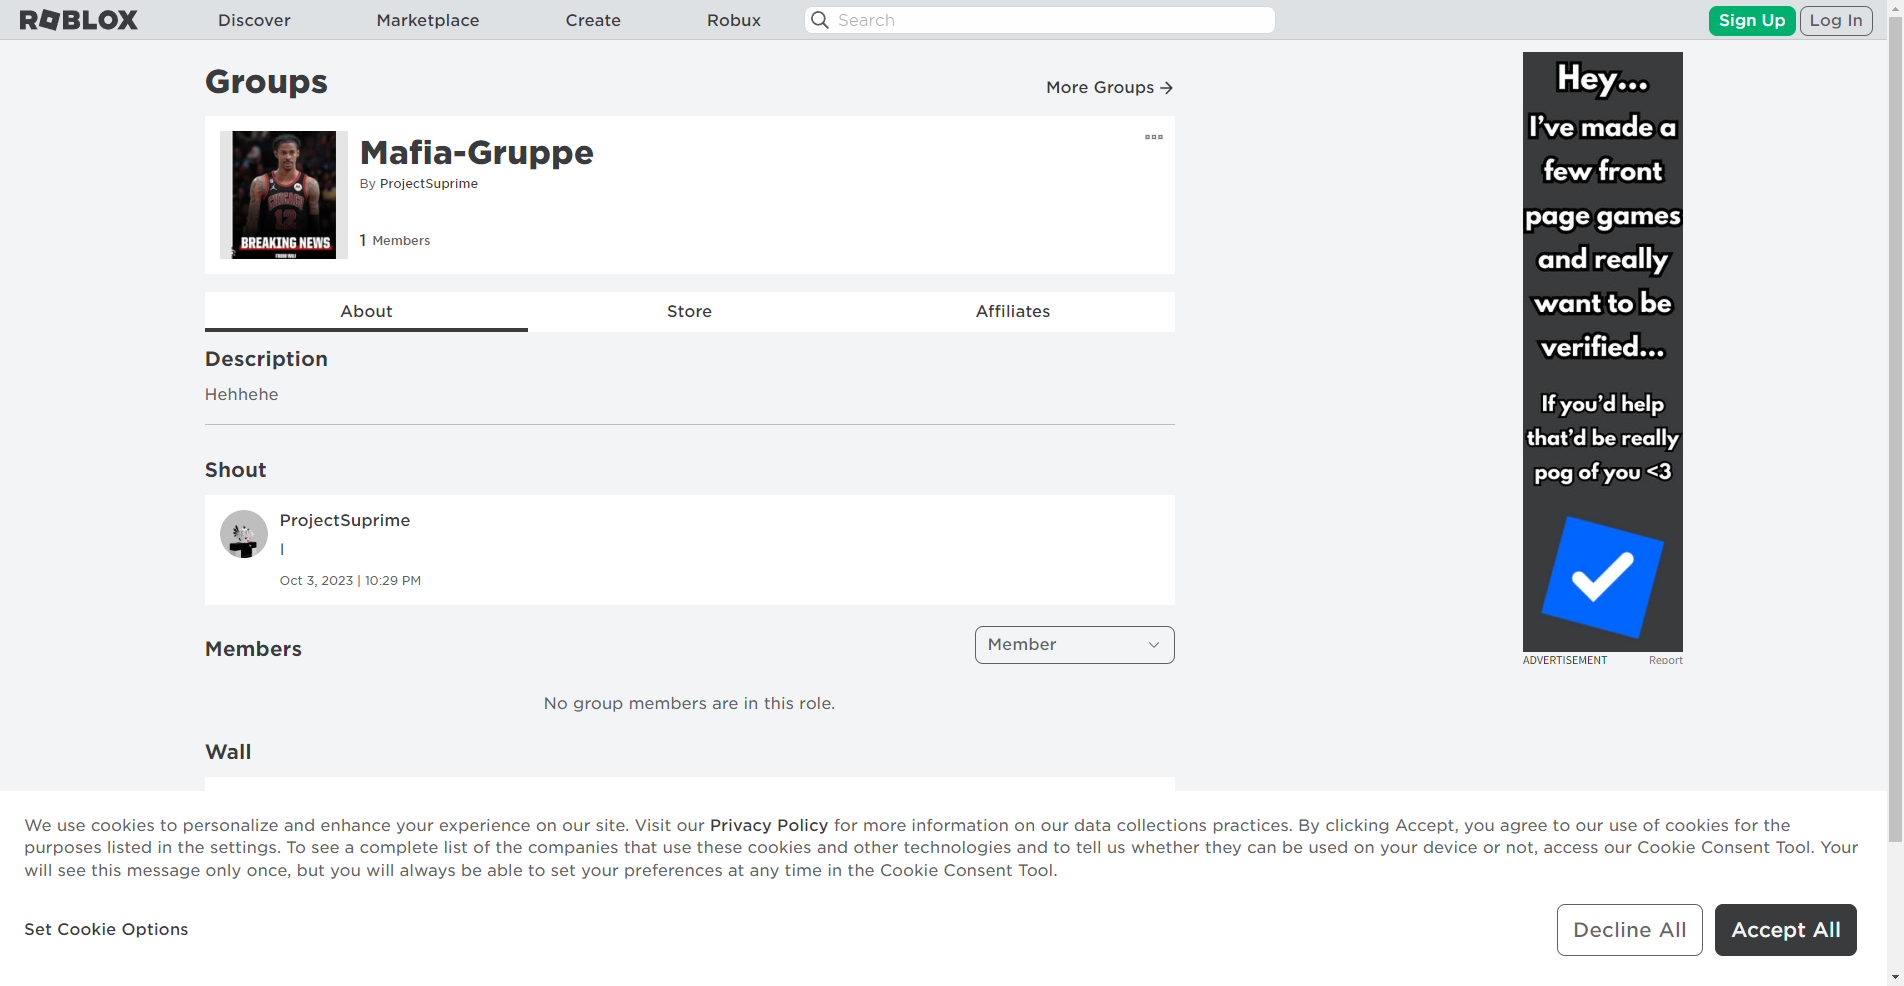 ROBLOX
Discover
Marketplace
Create
Robux
Search
Sign Up
Log In
Groups
More Groups →
Mafia-Gruppe
By ProjectSuprime
1 Members
CHICAGO
12
BREAKING NEWS
About
Store
Affiliates
Description
Hehhehe
Shout
ProjectSuprime
|
Oct 3, 2023 | 10:29 PM
Members
Member
No group members are in this role.
Wall
Hey...
I've made a
few front
page games
and really
want to be
verified...
If you'd help
that'd be really
pog of you <3
ADVERTISEMENT
Report
We use cookies to personalize and enhance your experience on our site. Visit our Privacy Policy for more information on our data collections practices. By clicking Accept, you agree to our use of cookies for the
purposes listed in the settings. To see a complete list of the companies that use these cookies and other technologies and to tell us whether they can be used on your device or not, access our Cookie Consent Tool. Your
will see this message only once, but you will always be able to set your preferences at any time in the Cookie Consent Tool.
Set Cookie Options
Decline All
Accept All